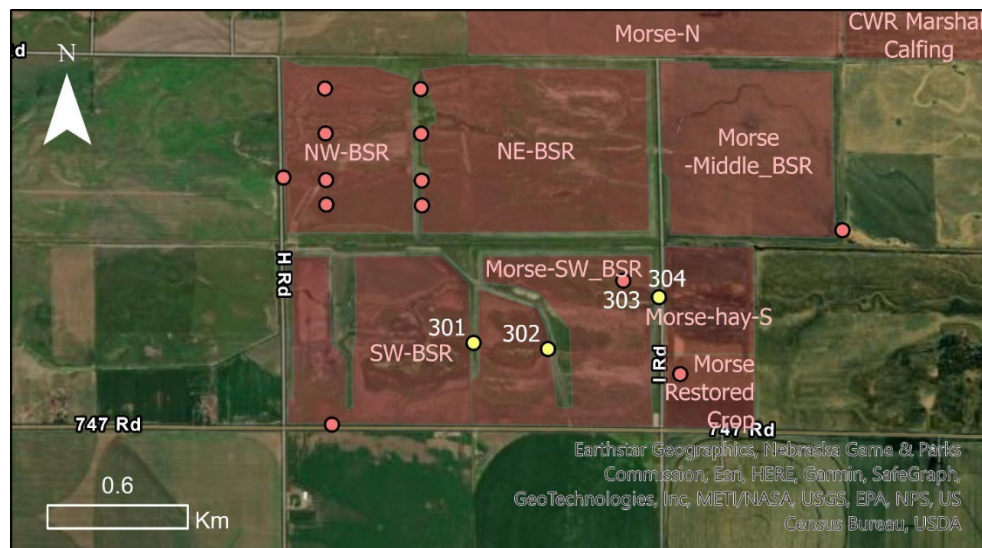 Morse-N
CWR Marshal
Calfing
d
N
NW-BSR
NE-BSR
Morse
-Middle_BSR
H Rd
Morse-SW_BSR
304
303
Morse-hay-S
301
302
SW-BSR
I Rd
Morse
Restored
Crop
747 Rd
747 Rd
Earthstar Geographics, Nebraska Game & Parks
Commission, Esri, HERE, Garmin, SafeGraph,
GeoTechnologies, Inc, METI/NASA, USGS, EPA, NPS, US
Census Bureau, USDA
0.6
Km